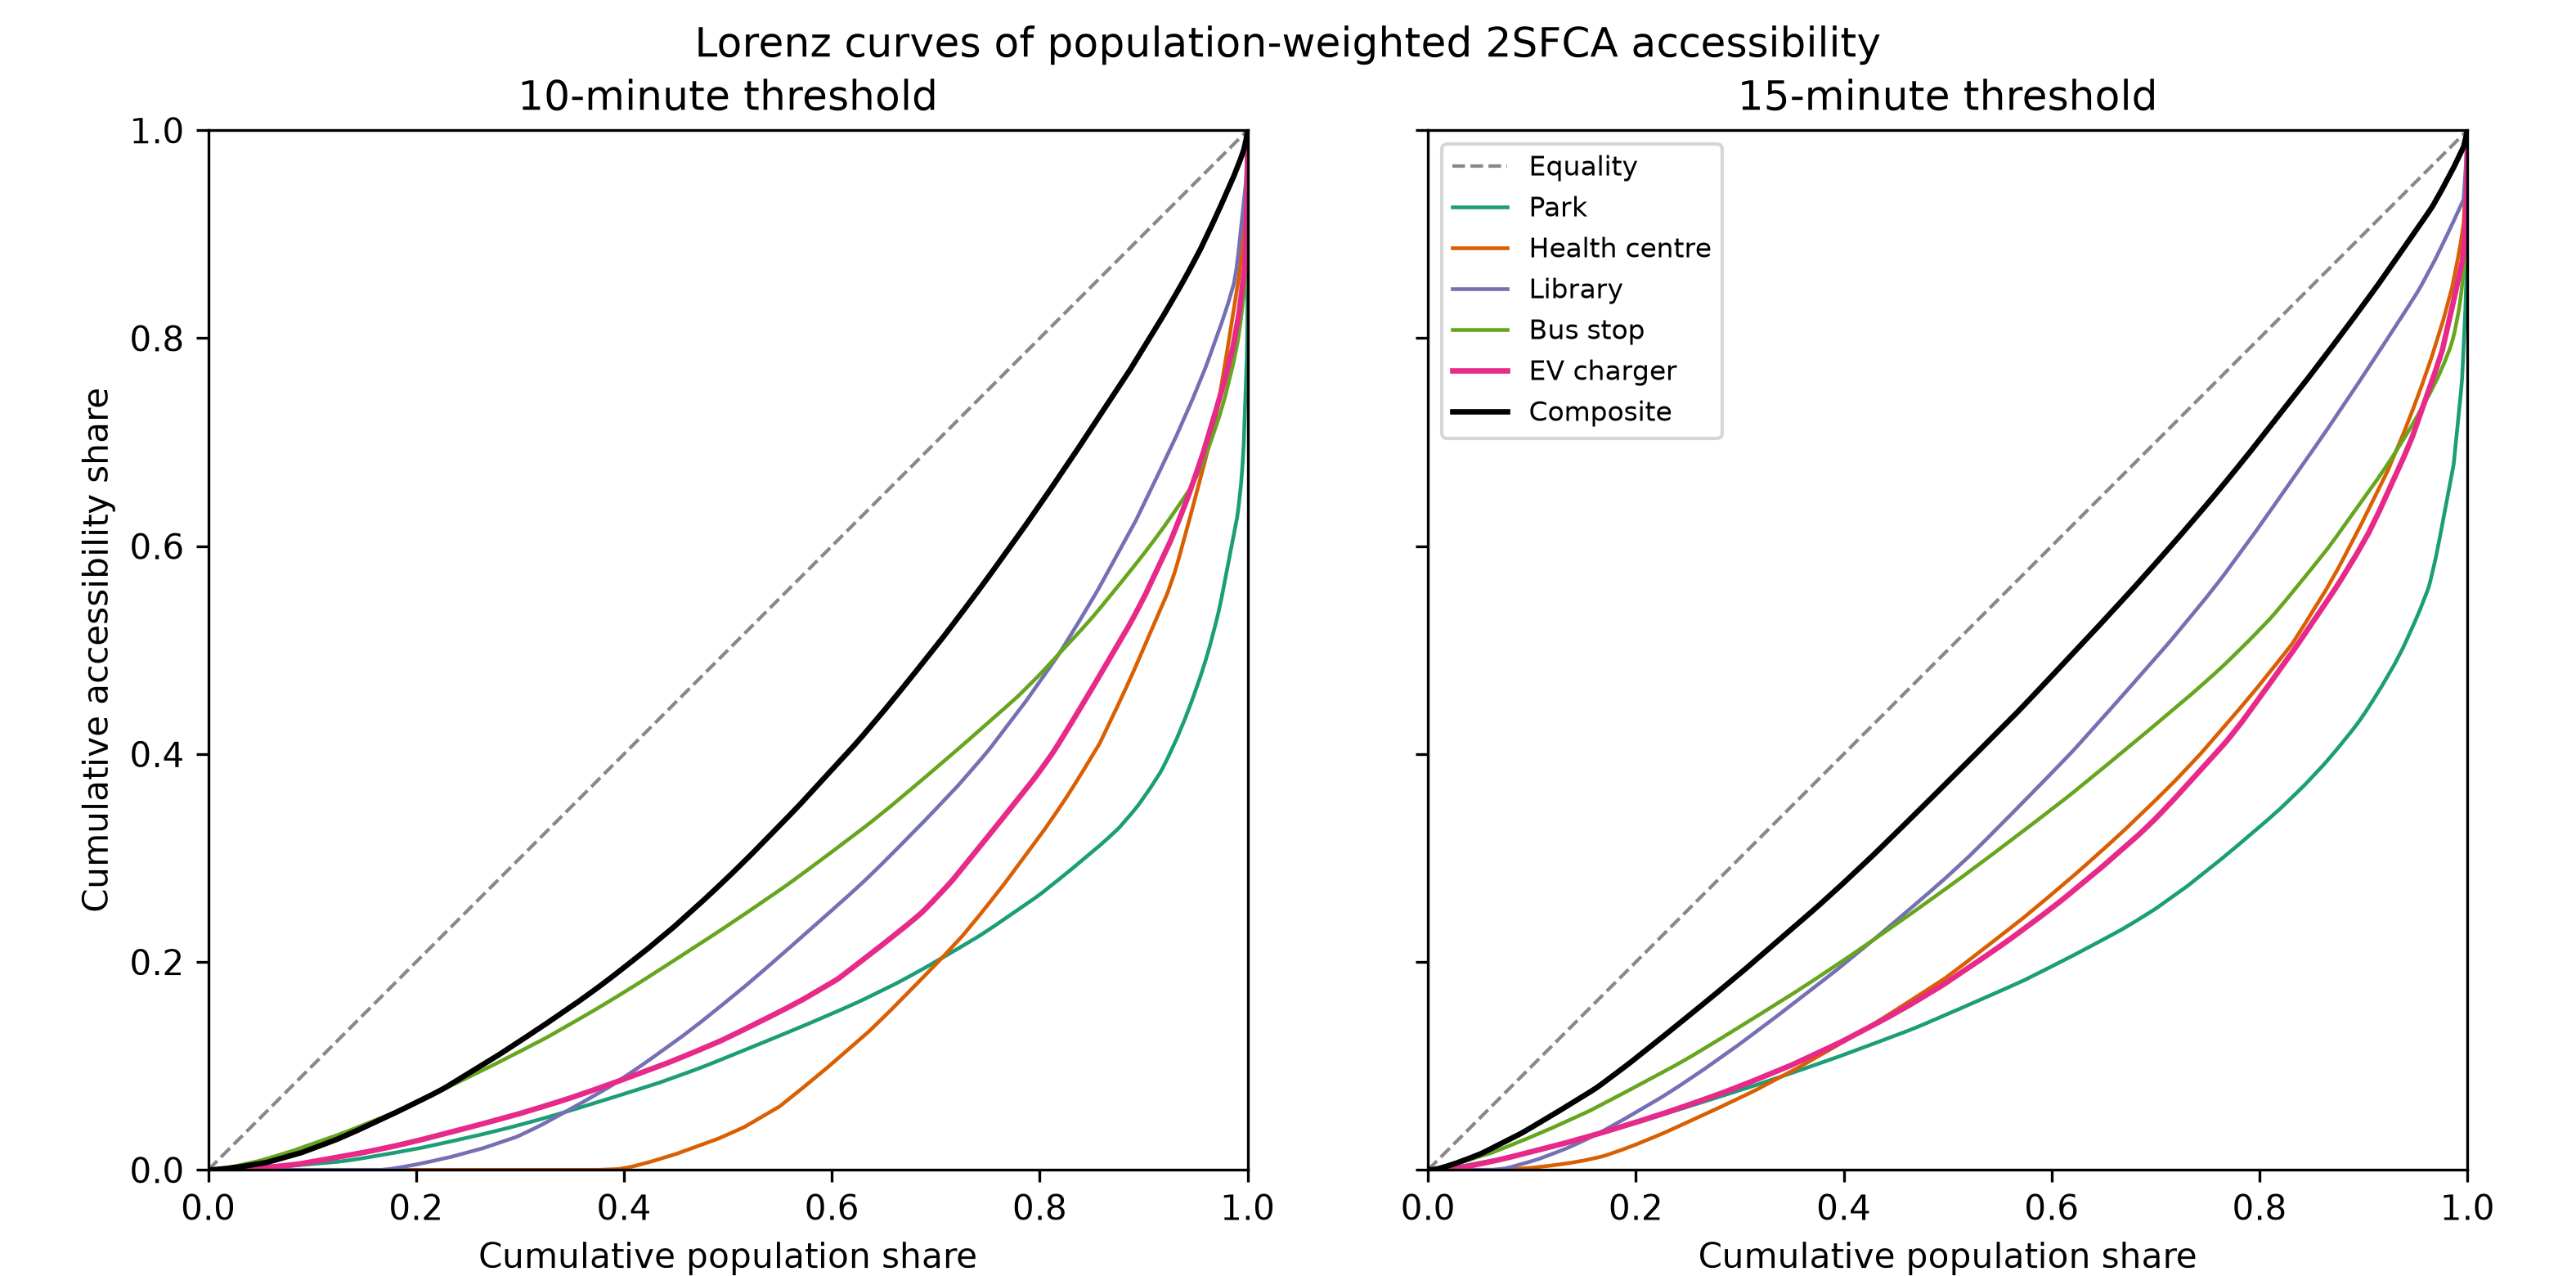 Lorenz curves of population-weighted 2SFCA accessibility
10-minute threshold
1.0
0.8
0.6
0.4
0.2
0.0
Cumulative accessibility share
0.0 0.2 0.4 0.6 0.8 1.0
Cumulative population share
15-minute threshold
Equality
Park
Health centre
Library
Bus stop
EV charger
Composite
0.0 0.2 0.4 0.6 0.8 1.0
Cumulative population share